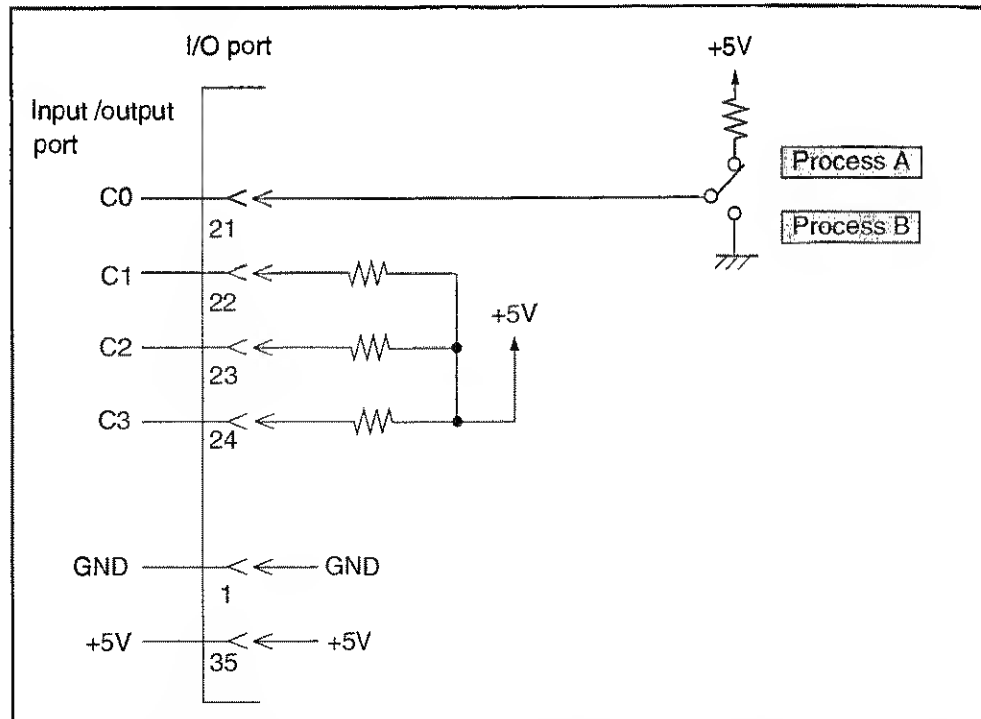 I/O port
+5V
Input /output
port
Process A
C0
21
Process B
C1
22
+5V
C2
23
C3
24
GND
GND
1
+5V
+5V
35